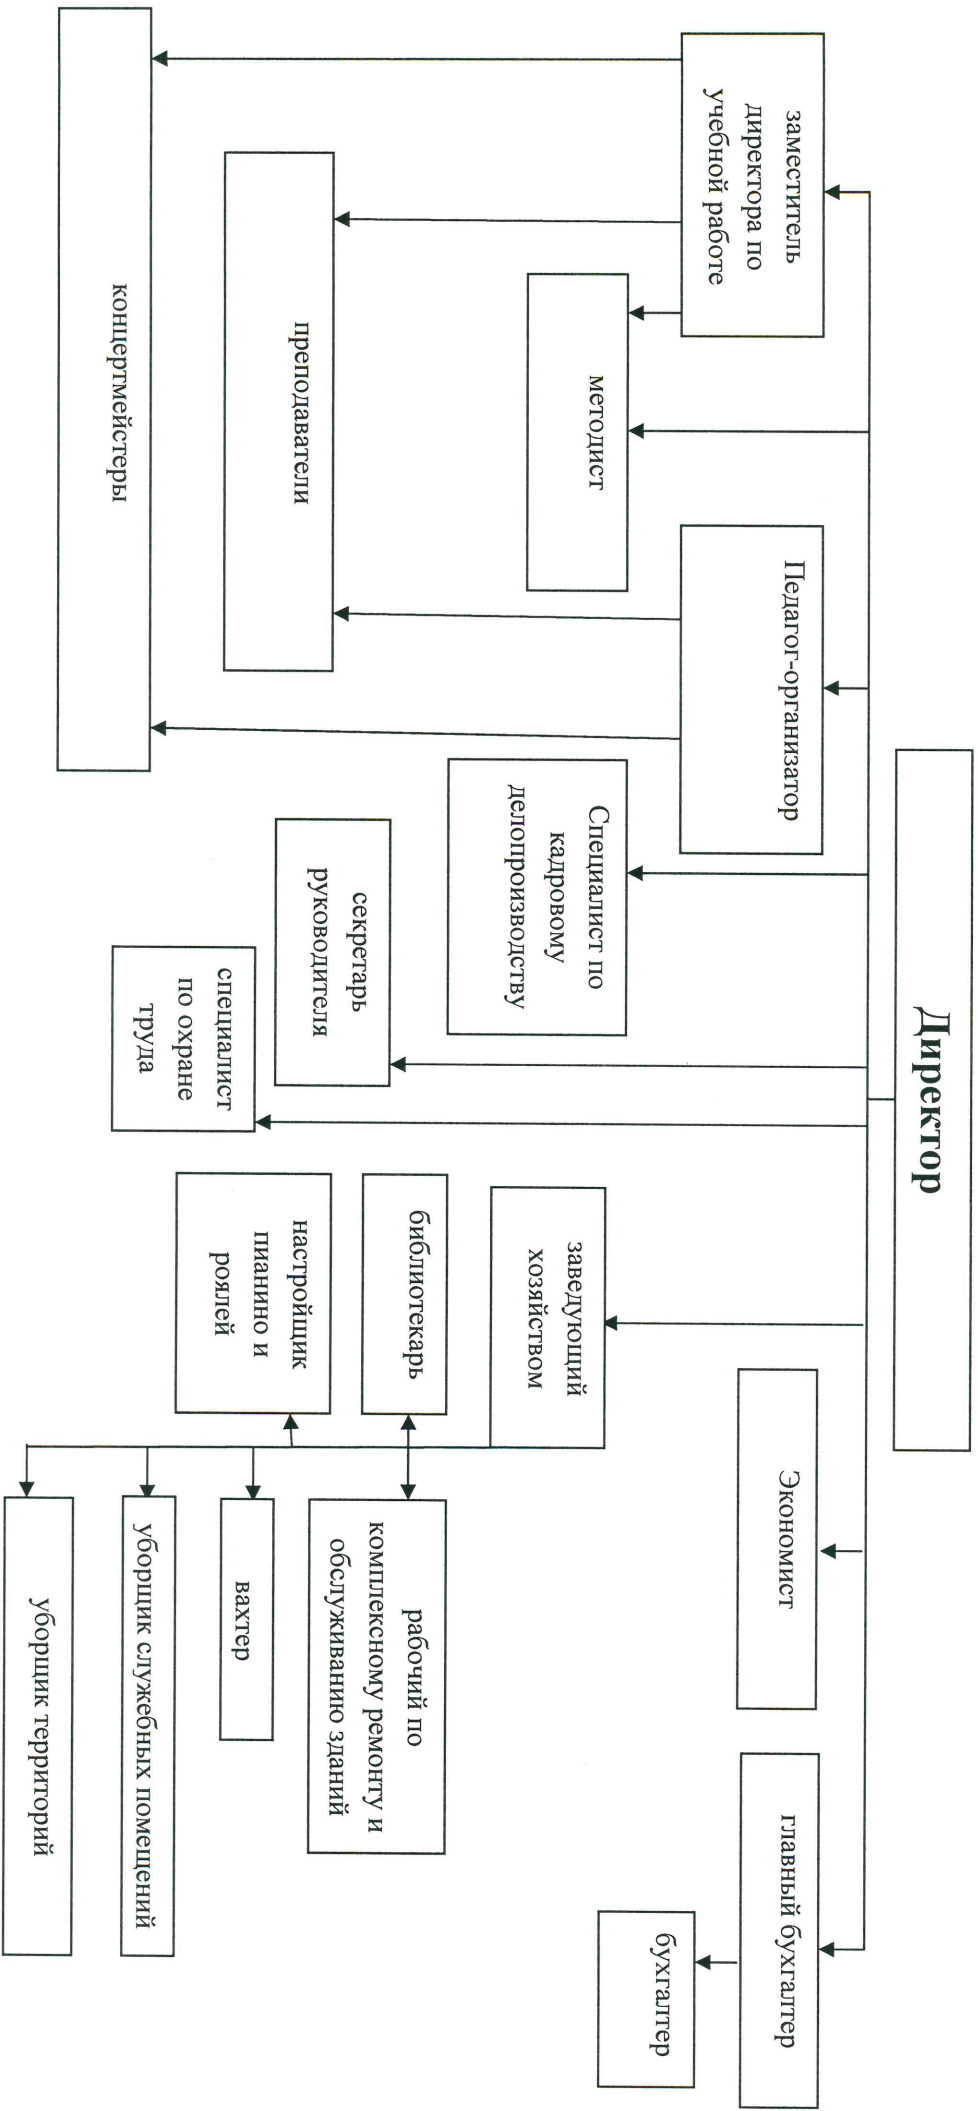 Директор
заместитель
директора по
учебной работе
методист
преподаватели
концертмейстеры
Педагог-организатор
Специалист по
кадровому
делопроизводству
секретарь
руководителя
специалист
по охране
труда
заведующий
хозяйством
библиотекарь
настройщик
пианино и
роялей
рабочий по
комплексному ремонту и
обслуживанию зданий
вахтер
уборщик служебных помещений
уборщик территорий
Экономист
главный бухгалтер
бухгалтер